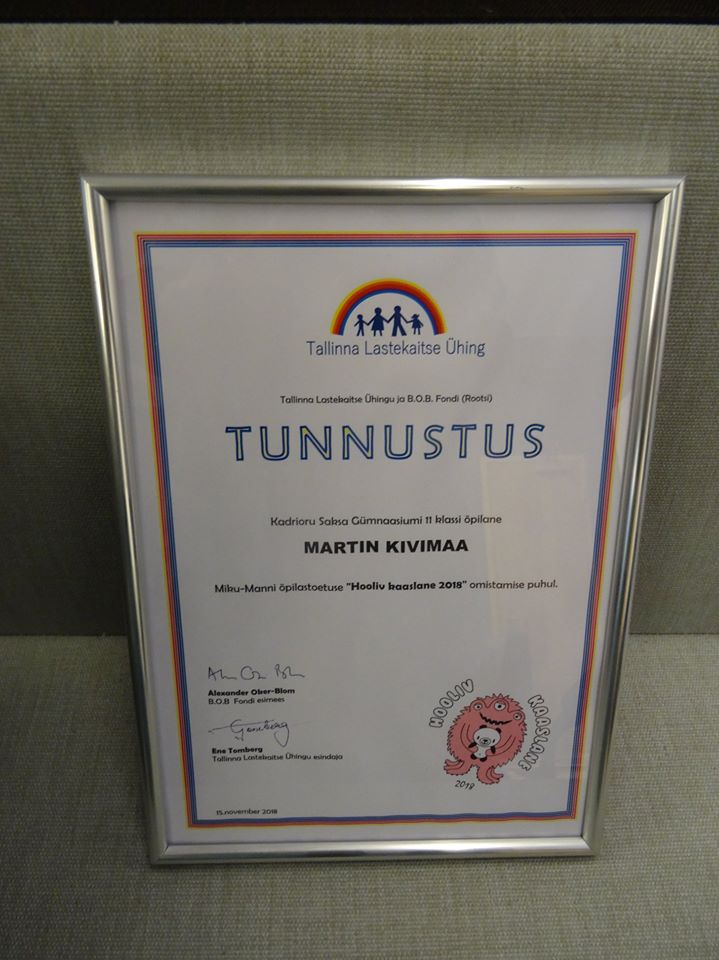 Tallinna Lastekaitse Ühing
Tallinna Lastekaitse Ühingu ja B.O.B. Fondi (Rootsi)
TUNNUSTUS
Kadrioru Saksa Gümnaasiumi 11 klassi õpilane
MARTIN KIVIMAA
Miku-Manni õpilastoetuse "Hooliv kaaslane 2018" omistamise puhul.
Alexander Oker-Blom
B.O.B Fondi esimees
Ene Tomberg
Tallinna Lastekaitse Ühingu esindaja
HOOLIV KAASLANE
2018
15.november 2018